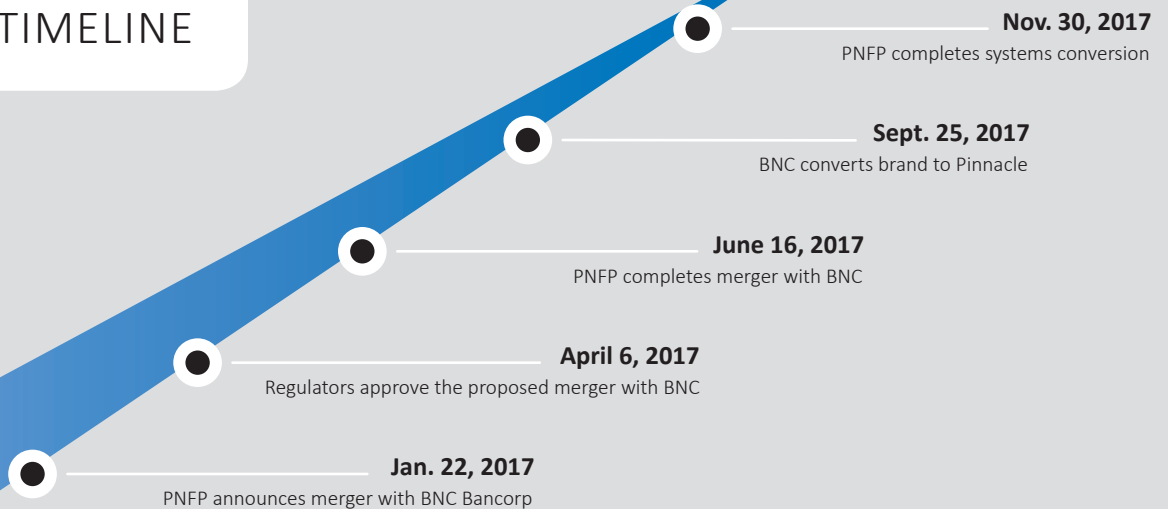 TIMELINE
Nov. 30, 2017
PNFP completes systems conversion
Sept. 25, 2017
BNC converts brand to Pinnacle
June 16, 2017
PNFP completes merger with BNC
April 6, 2017
Regulators approve the proposed merger with BNC
Jan. 22, 2017
PNFP announces merger with BNC Bancorp